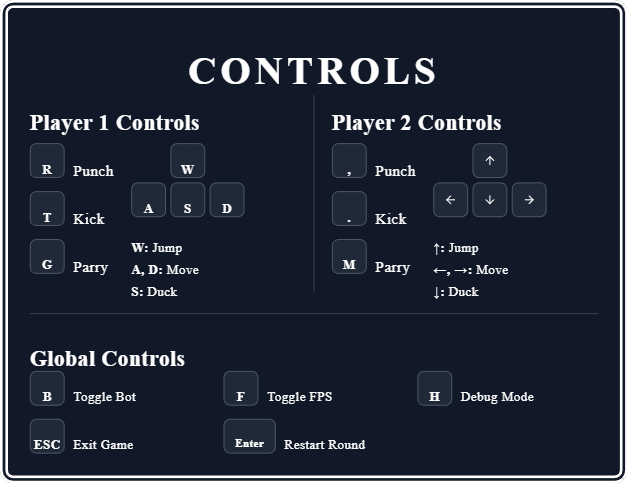 CONTROLS
Player 1 Controls
R Punch
T Kick
G Parry
W
A S D
W: Jump
A, D: Move
S: Duck
Player 2 Controls
, Punch
. Kick
M Parry
↑
← ↓ →
↑: Jump
←, →: Move
↓: Duck
Global Controls
B Toggle Bot
F Toggle FPS
H Debug Mode
ESC Exit Game
Enter Restart Round